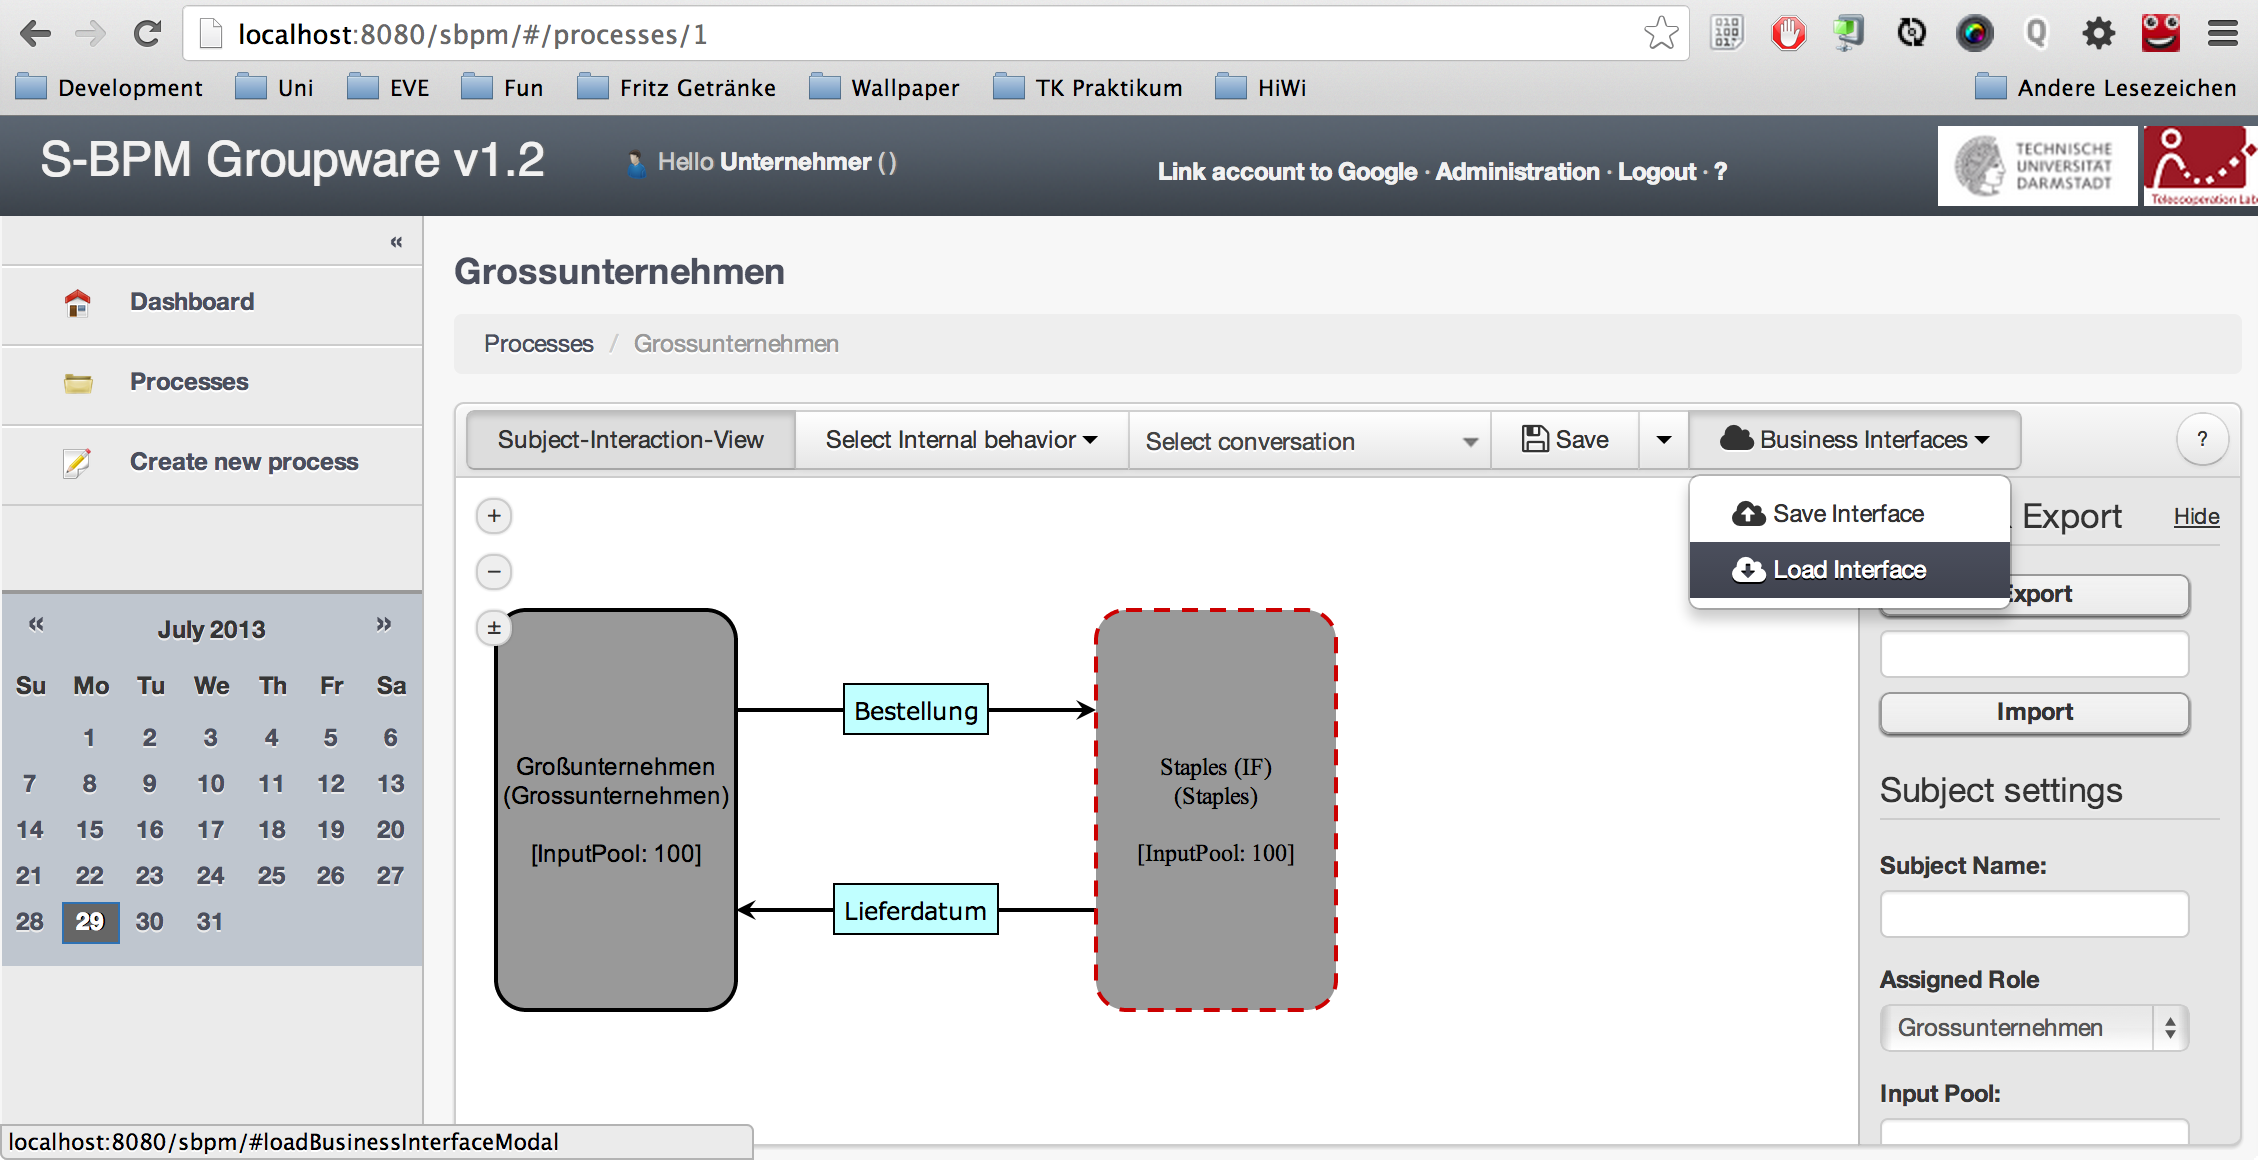 localhost:8080/sbpm/#/processes/1
Development Uni EVE Fun Fritz Getränke Wallpaper TK Praktikum HiWi Andere Lesezeichen
S-BPM Groupware v1.2
Hello Unternehmer ()
Link account to Google · Administration · Logout · ?
TECHNISCHE
UNIVERSITÄT
DARMSTADT
Telecooperation Lab
«
Dashboard
Processes
Create new process
« July 2013 »
Su Mo Tu We Th Fr Sa
1 2 3 4 5 6
7 8 9 10 11 12 13
14 15 16 17 18 19 20
21 22 23 24 25 26 27
28 29 30 31
Grossunternehmen
Processes / Grossunternehmen
Subject-Interaction-View Select Internal behavior Select conversation Save Business Interfaces ?
Save Interface
Load Interface
+
−
±
Großunternehmen
(Grossunternehmen)
[InputPool: 100]
Bestellung
Lieferdatum
Staples (IF)
(Staples)
[InputPool: 100]
Export Hide
Export
Import
Subject settings
Subject Name:
Assigned Role
Grossunternehmen
Input Pool:
localhost:8080/sbpm/#loadBusinessInterfaceModal